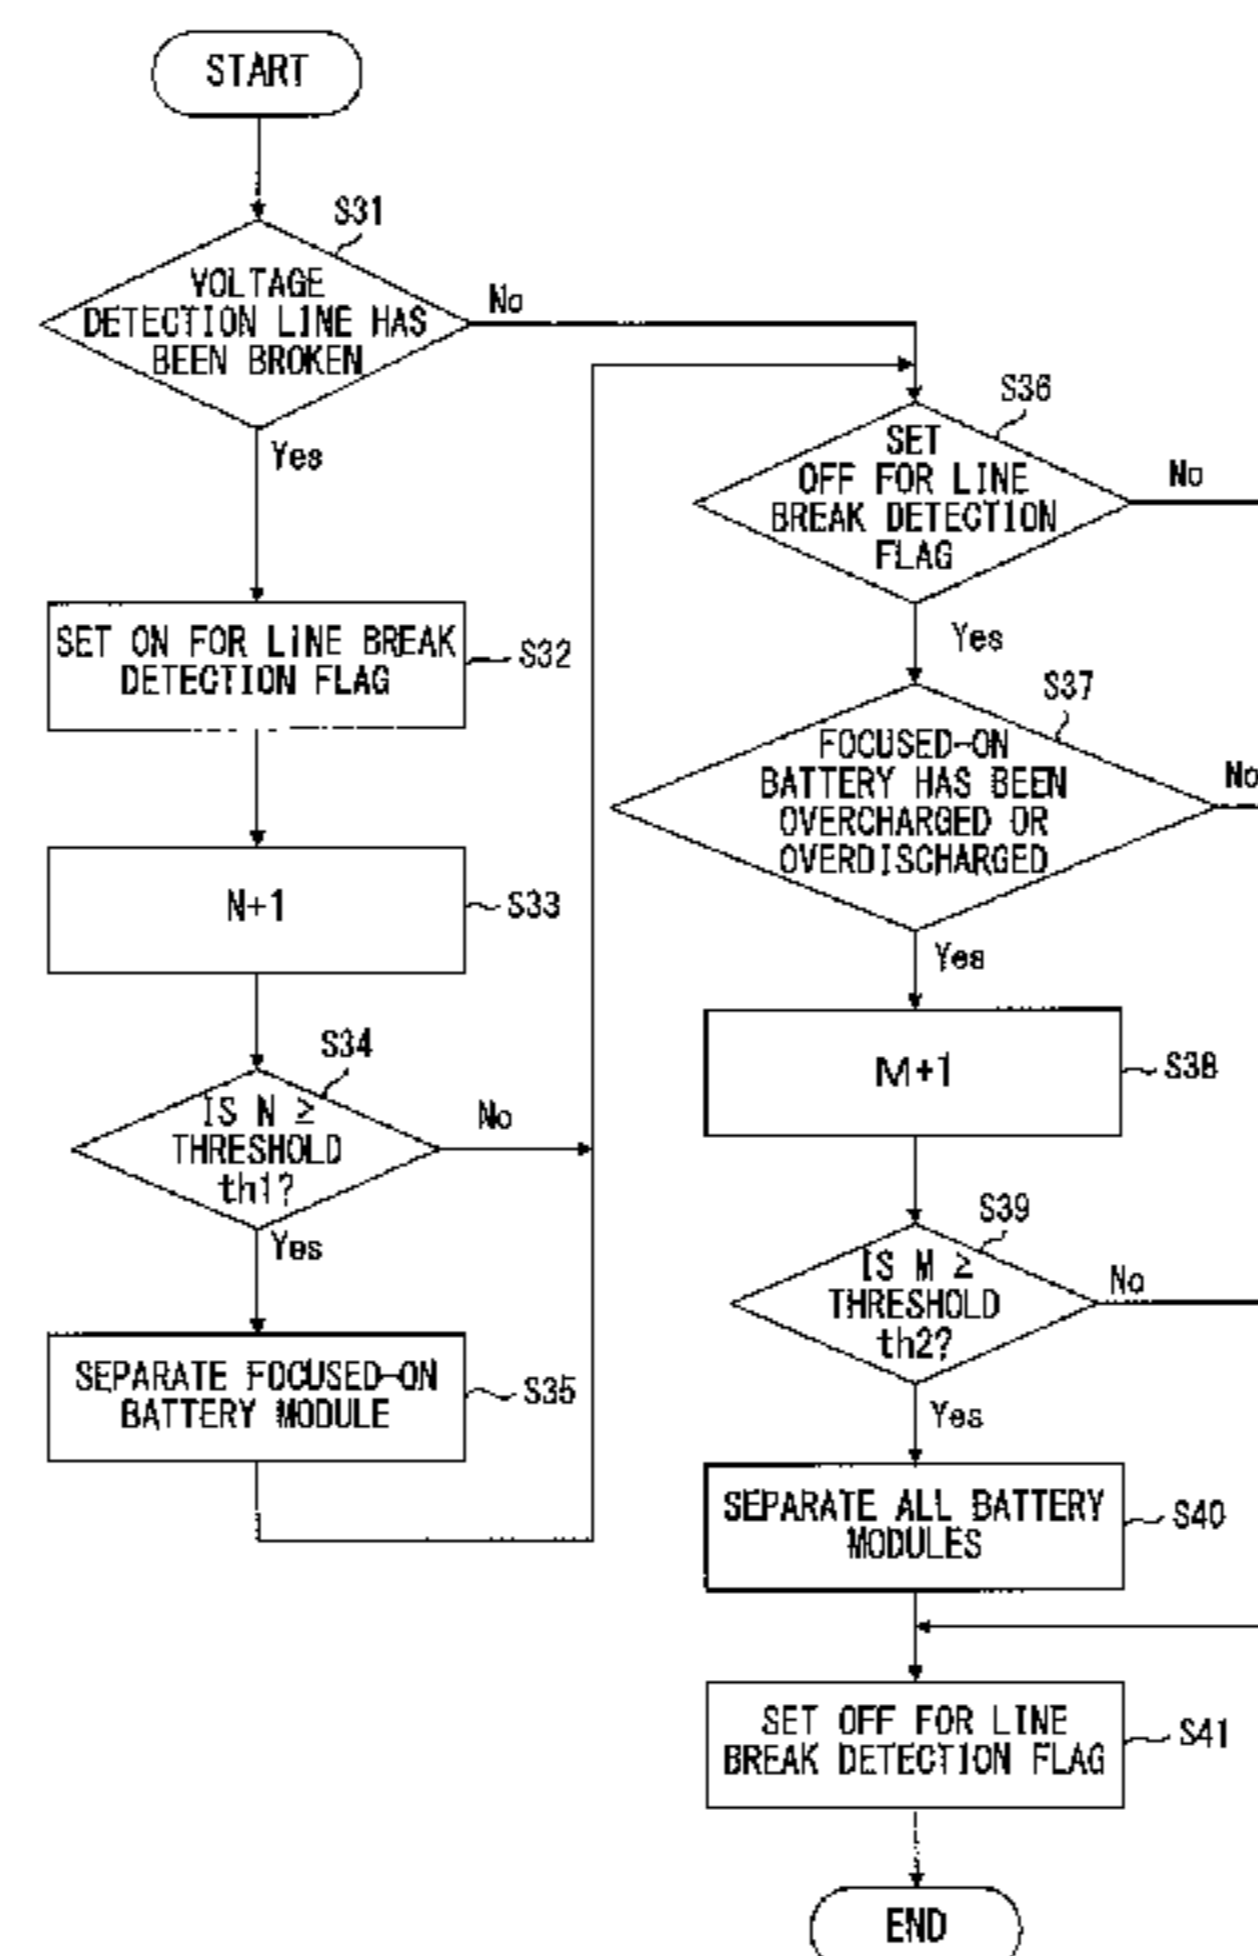 START
S31
VOLTAGE
DETECTION LINE HAS
BEEN BROKEN
No
Yes
SET ON FOR LINE BREAK
DETECTION FLAG
S32
N+1
S33
S34
IS N ≥
THRESHOLD
th1?
No
Yes
SEPARATE FOCUSED-ON
BATTERY MODULE
S35
S36
SET
OFF FOR LINE
BREAK DETECTION
FLAG
No
Yes
S37
FOCUSED-ON
BATTERY HAS BEEN
OVERCHARGED OR
OVERDISCHARGED
No
Yes
M+1
S38
S39
IS M ≥
THRESHOLD
th2?
No
Yes
SEPARATE ALL BATTERY
MODULES
S40
SET OFF FOR LINE
BREAK DETECTION FLAG
S41
END